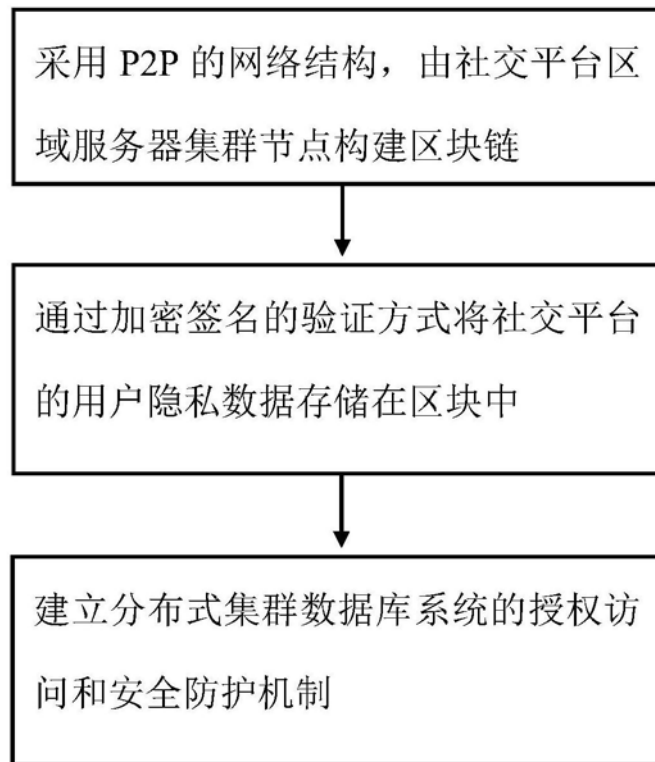 采用 P2P 的网络结构，由社交平台区
域服务器集群节点构建区块链
通过加密签名的验证方式将社交平台
的用户隐私数据存储在区块中
建立分布式集群数据库系统的授权访
问和安全防护机制